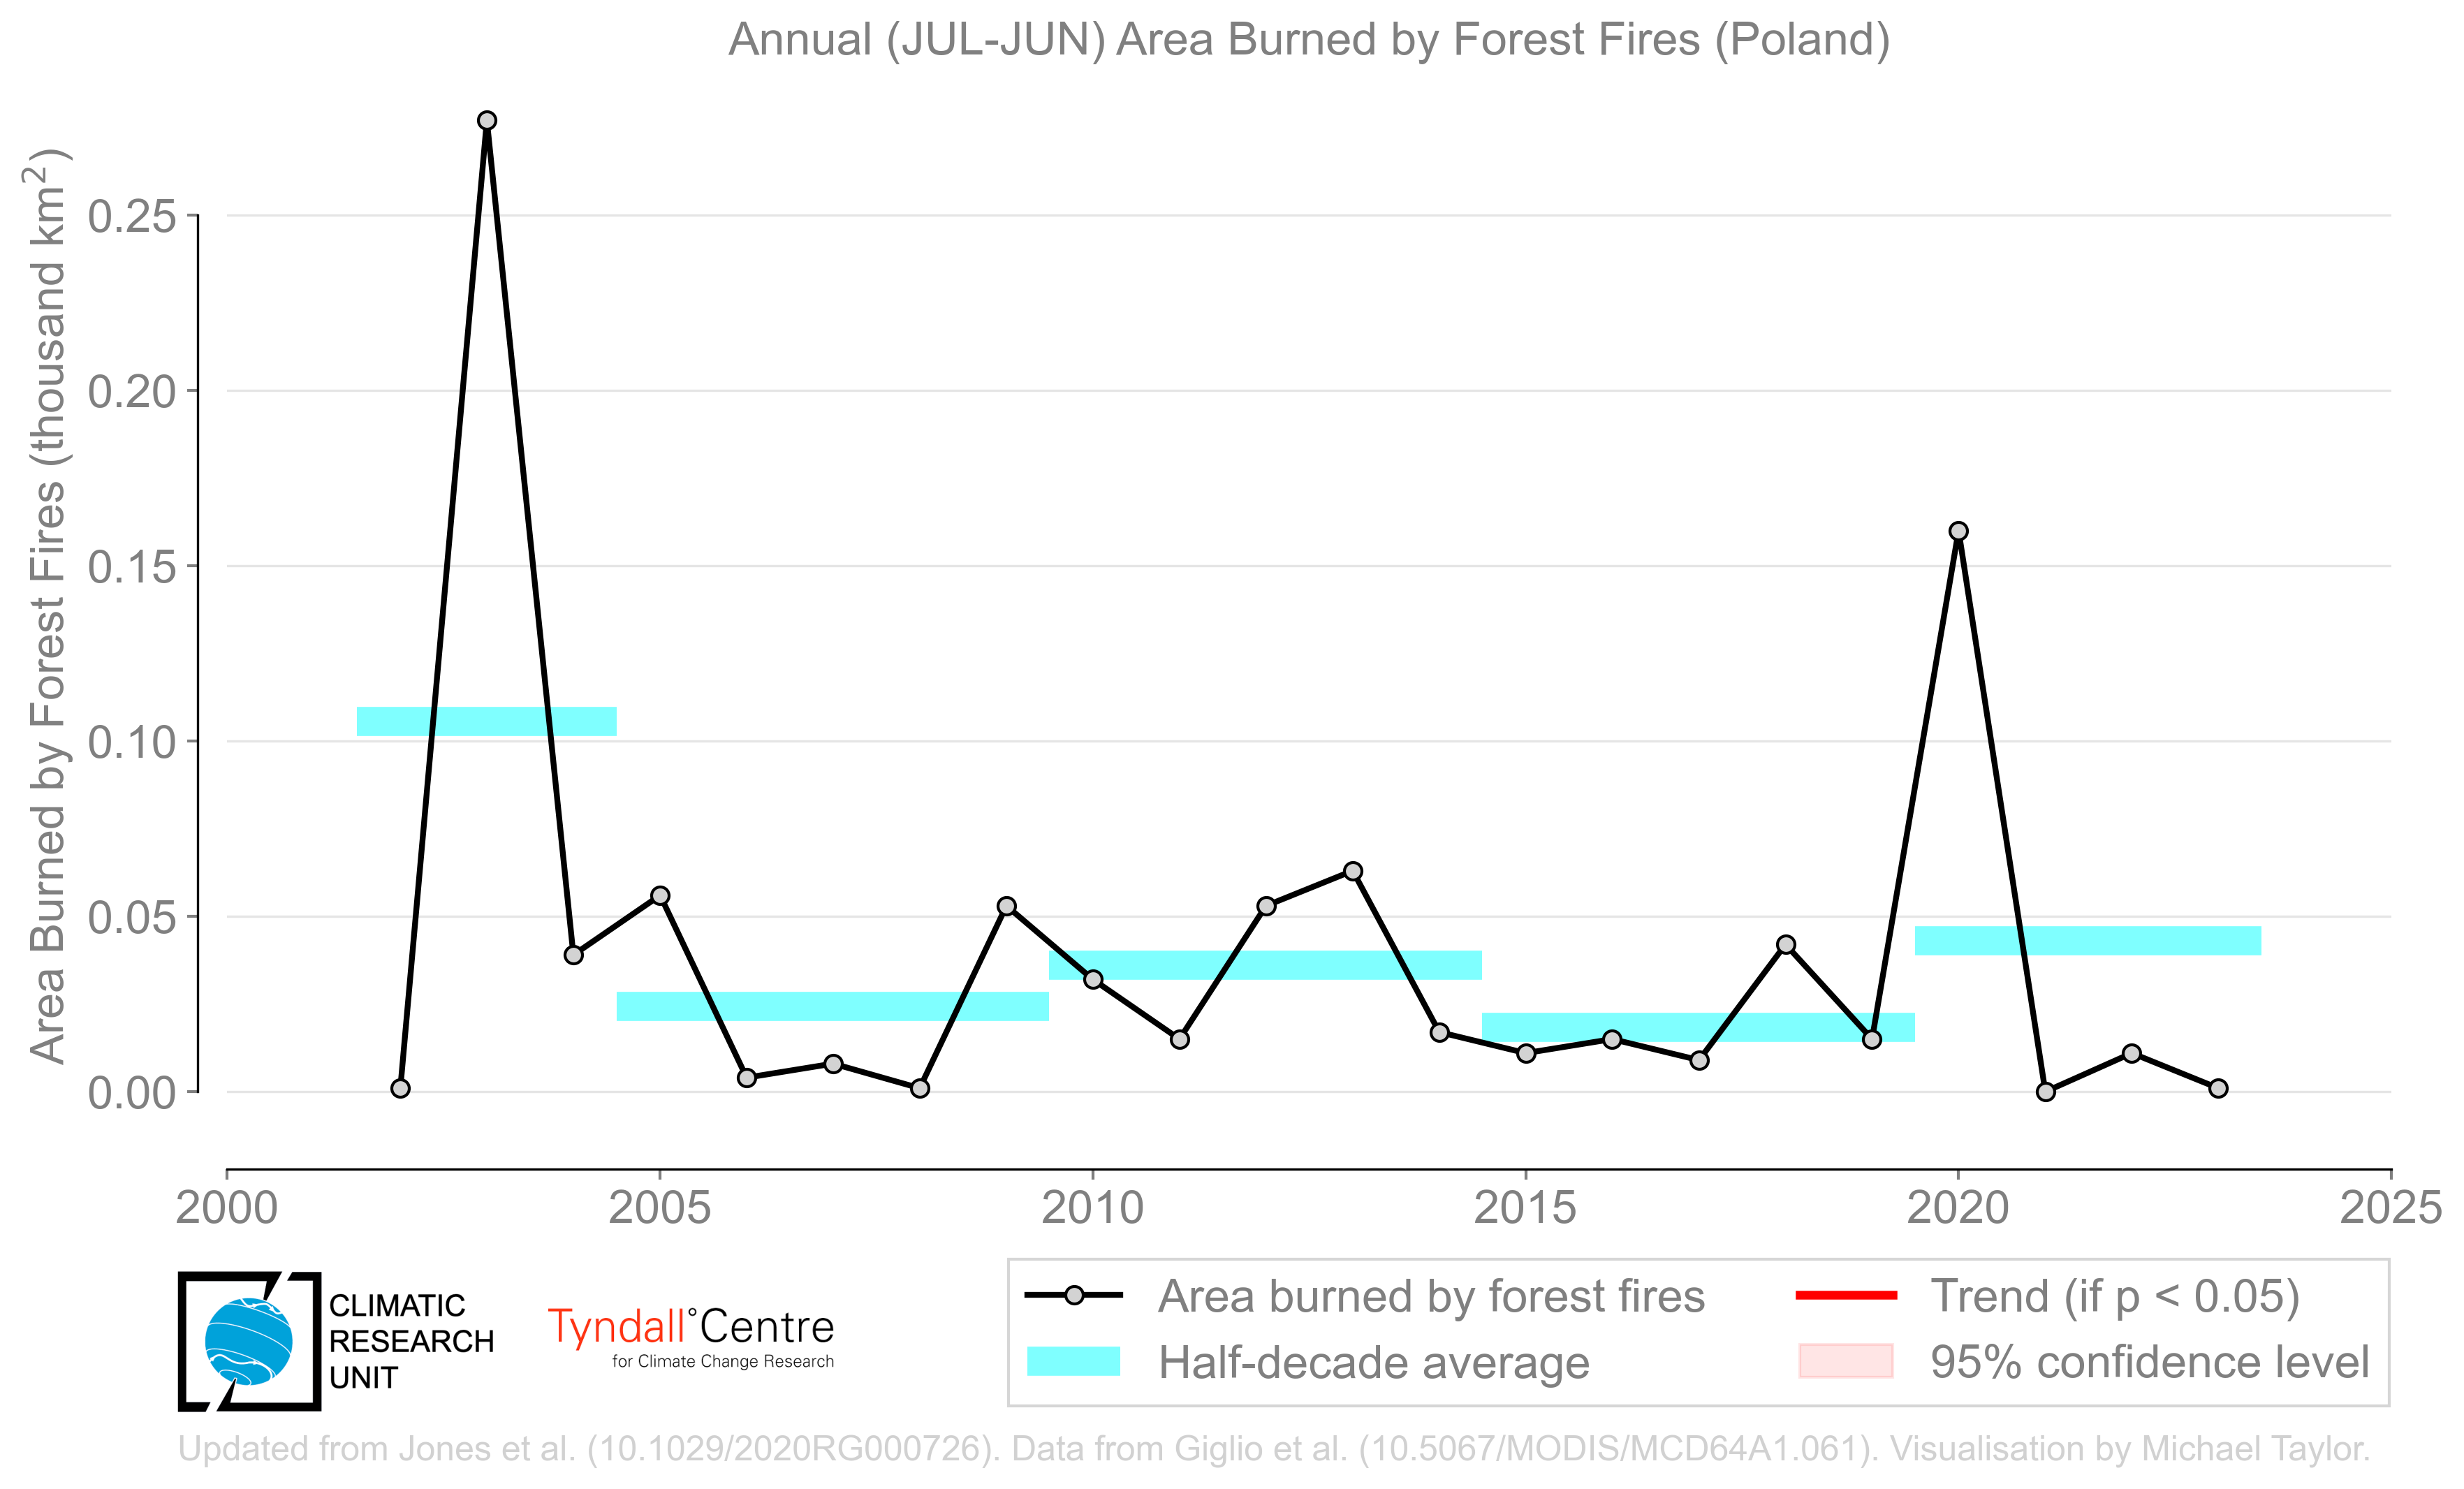 Annual (JUL-JUN) Area Burned by Forest Fires (Poland)
Area Burned by Forest Fires (thousand km²)
0.25
0.20
0.15
0.10
0.05
0.00
2000 2005 2010 2015 2020 2025
CLIMATIC
RESEARCH
UNIT
Tyndall°Centre
for Climate Change Research
Area burned by forest fires
Half-decade average
Trend (if p < 0.05)
95% confidence level
Updated from Jones et al. (10.1029/2020RG000726). Data from Giglio et al. (10.5067/MODIS/MCD64A1.061). Visualisation by Michael Taylor.